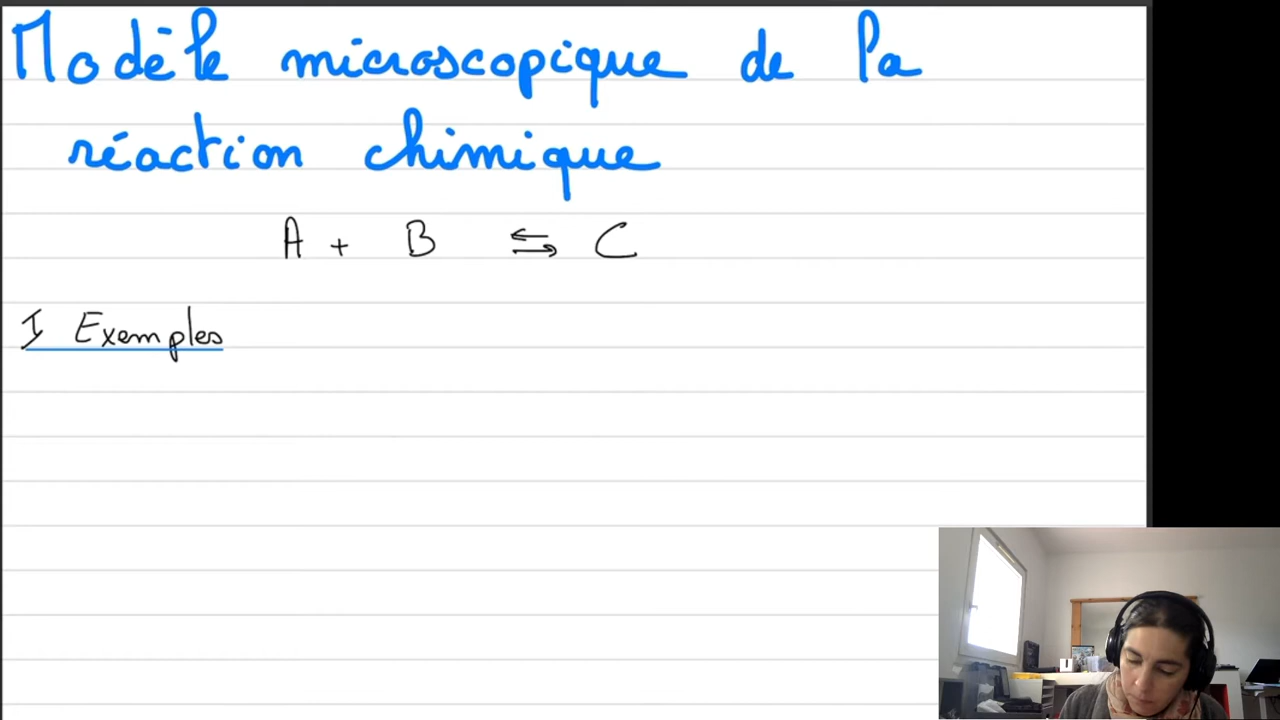 Modèle microscopique de la
réaction chimique
A + B ⇆ C
I Exemples